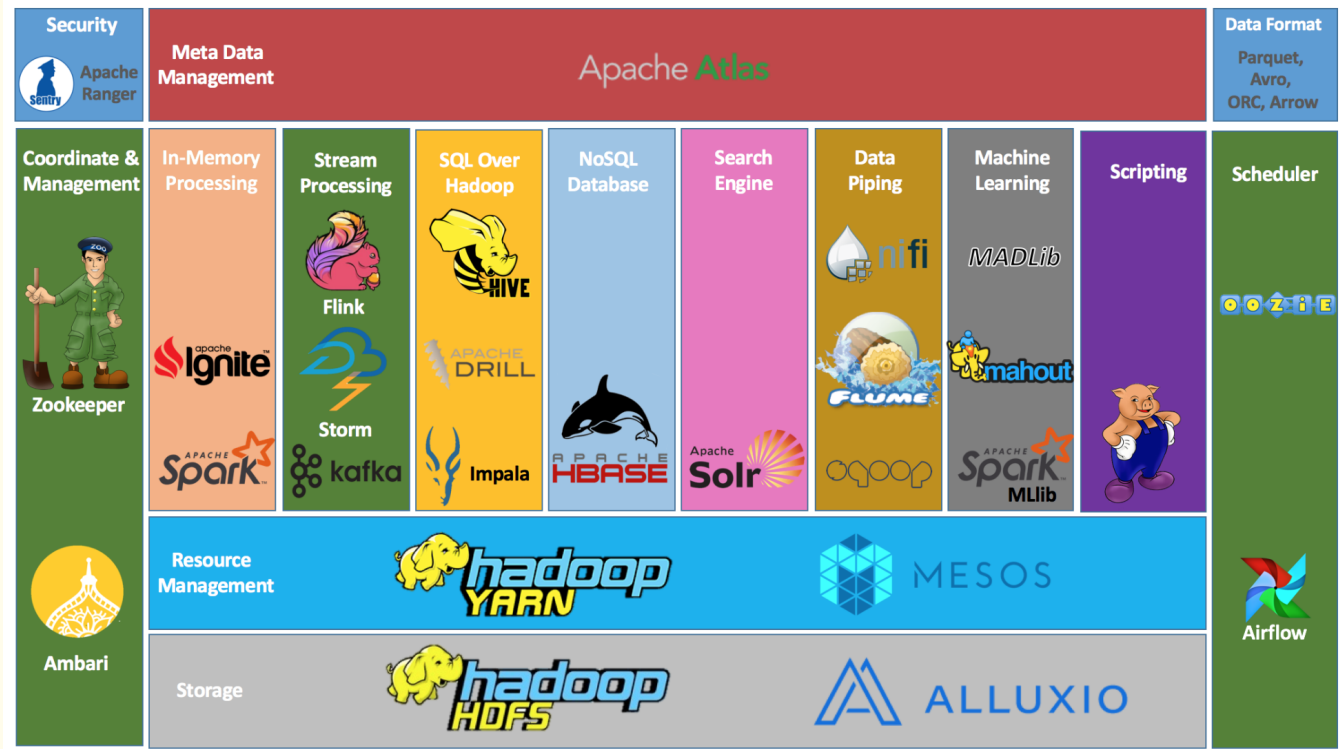 Security
Sentry
Apache
Ranger
Meta Data
Management
Apache Atlas
Data Format
Parquet,
Avro,
ORC, Arrow
Coordinate &
Management
ZOO
Zookeeper
Ambari
In-Memory
Processing
apache
Ignite™
APACHE
Spark™
Stream
Processing
Flink
Storm
kafka
SQL Over
Hadoop
HIVE
APACHE
DRILL
Impala
NoSQL
Database
APACHE
HBASE
Search
Engine
Apache
Solr
Data
Piping
nifi
FLUME
sqoop
Machine
Learning
MADLib
mahout
APACHE
Spark™
MLlib
Scripting
Scheduler
OOZiE
Airflow
Resource
Management
hadoop
YARN
MESOS
Storage
hadoop
HDFS
ALLUXIO